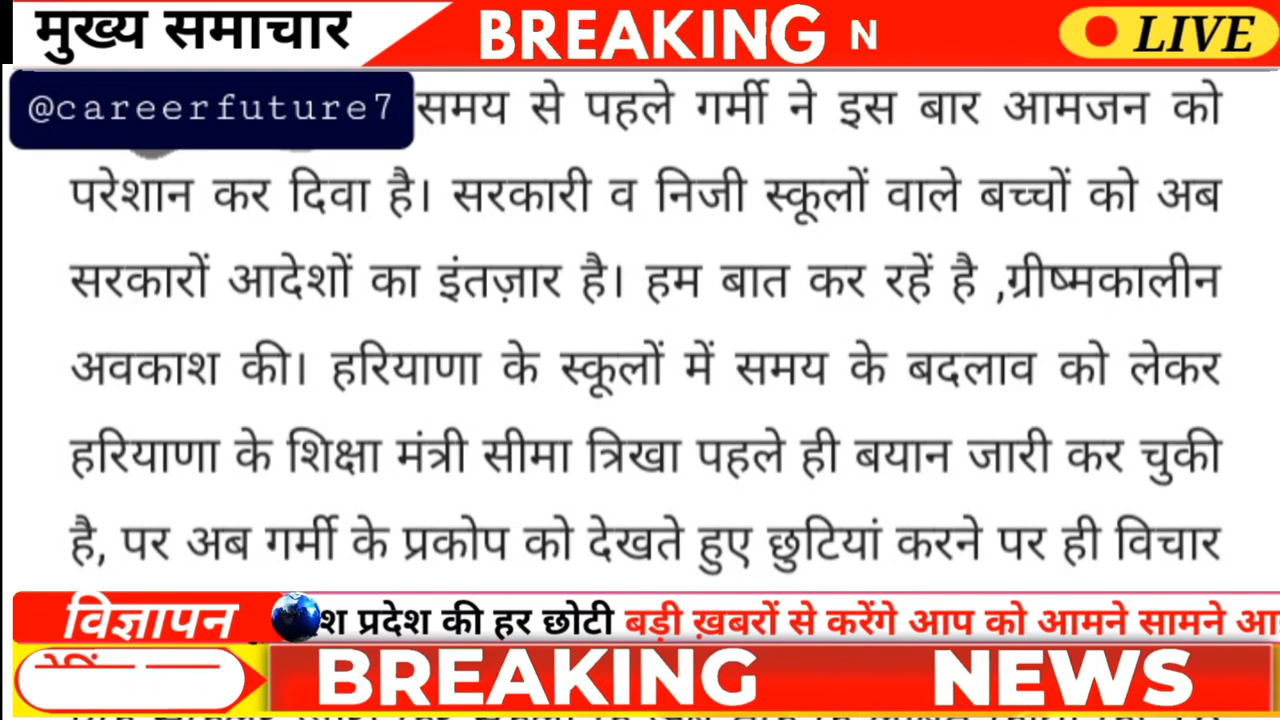 मुख्य समाचार
BREAKING N
LIVE
@careerfuture7 समय से पहले गर्मी ने इस बार आमजन को
परेशान कर दिवा है। सरकारी व निजी स्कूलों वाले बच्चों को अब
सरकारों आदेशों का इंतज़ार है। हम बात कर रहें है ,ग्रीष्मकालीन
अवकाश की। हरियाणा के स्कूलों में समय के बदलाव को लेकर
हरियाणा के शिक्षा मंत्री सीमा त्रिखा पहले ही बयान जारी कर चुकी
है, पर अब गर्मी के प्रकोप को देखते हुए छुटियां करने पर ही विचार
विज्ञापन
प्रदेश की हर छोटी बड़ी ख़बरों से करेंगे आप को आमने सामने
BREAKING NEWS